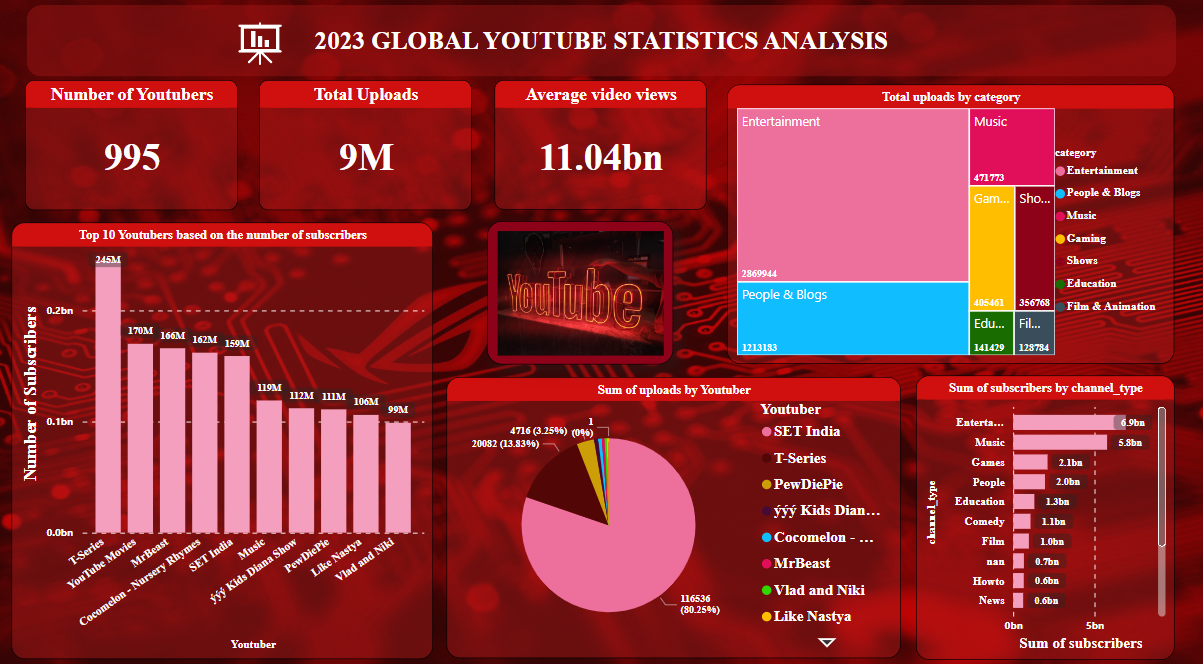 2023 GLOBAL YOUTUBE STATISTICS ANALYSIS
Number of Youtubers
995
Total Uploads
9M
Average video views
11.04bn
Total uploads by category
Entertainment
2869944
People & Blogs
1213183
Music
471773
Gam...
405461
Sho...
356768
Edu...
141429
Fil...
128784
category
Entertainment
People & Blogs
Music
Gaming
Shows
Education
Film & Animation
Top 10 Youtubers based on the number of subscribers
Number of Subscribers
0.2bn
0.1bn
0.0bn
245M
170M
166M
162M
159M
119M
112M
111M
106M
99M
T-Series
YouTube Movies
MrBeast
Cocomelon - Nursery Rhymes
SET India
Music
ýýý Kids Diana Show
PewDiePie
Like Nastya
Vlad and Niki
Youtuber
YouTube
Sum of uploads by Youtuber
1
(0%)
4716 (3.25%)
20082 (13.83%)
116536
(80.25%)
Youtuber
SET India
T-Series
PewDiePie
ýýý Kids Dian...
Cocomelon - ...
MrBeast
Vlad and Niki
Like Nastya
Sum of subscribers by channel_type
channel_type
Enterta... 6.9bn
Music 5.8bn
Games 2.1bn
People 2.0bn
Education 1.3bn
Comedy 1.1bn
Film 1.0bn
nan 0.7bn
Howto 0.6bn
News 0.6bn
0bn 5bn
Sum of subscribers